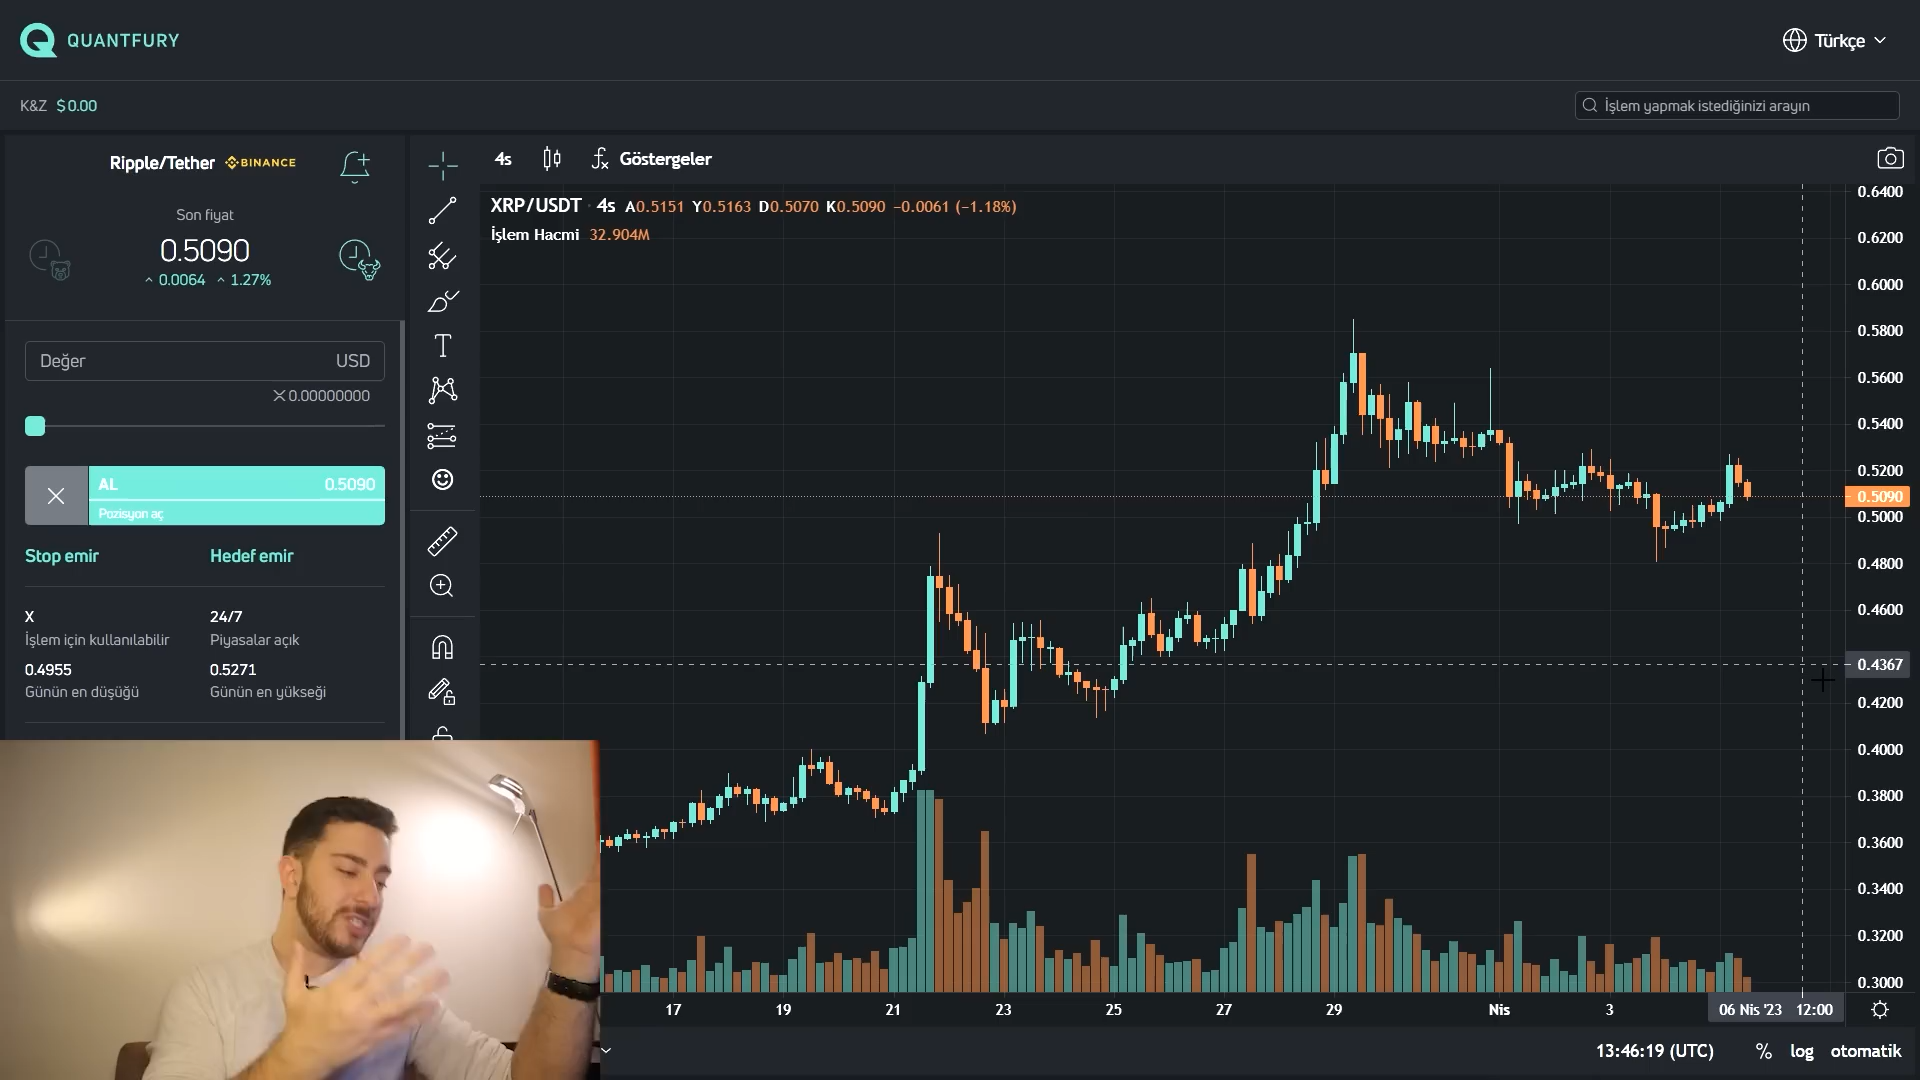 QUANTFURY
Türkçe
K&Z $0.00
İşlem yapmak istediğinizi arayın
Ripple/Tether BINANCE
Son fiyat
0.5090
0.0064 1.27%
Değer USD
0.00000000
AL 0.5090
Pozisyon aç
Stop emir Hedef emir
X 24/7
İşlem için kullanılabilir Piyasalar açık
0.4955 0.5271
Günün en düşüğü Günün en yükseği
4s Göstergeler
XRP/USDT · 4s A0.5151 Y0.5163 D0.5070 K0.5090 −0.0061 (−1.18%)
İşlem Hacmi 32.904M
0.6400
0.6200
0.6000
0.5800
0.5600
0.5400
0.5200
0.5090
0.5000
0.4800
0.4600
0.4367
0.4200
0.4000
0.3800
0.3600
0.3400
0.3200
0.3000
17 19 21 23 25 27 29 Nis 3 06 Nis '23 12:00
13:46:19 (UTC) % log otomatik